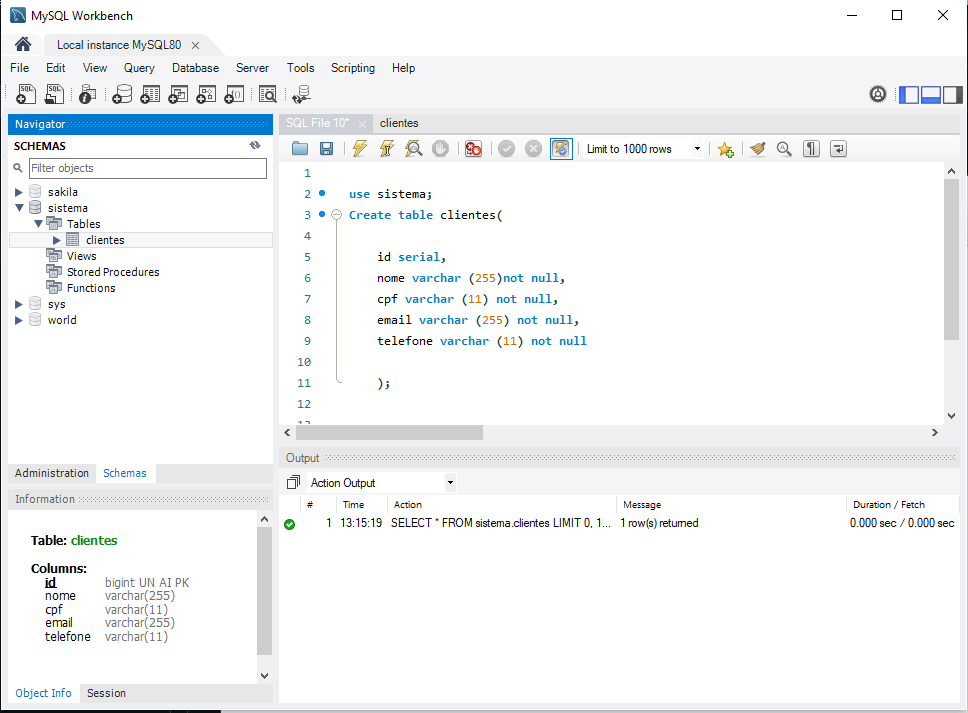 MySQL Workbench
Local instance MySQL80
File Edit View Query Database Server Tools Scripting Help
Navigator
SCHEMAS
Filter objects
sakila
sistema
Tables
clientes
Views
Stored Procedures
Functions
sys
world
Administration Schemas
Information
Table: clientes
Columns:
id bigint UN AI PK
nome varchar(255)
cpf varchar(11)
email varchar(255)
telefone varchar(11)
Object Info Session
SQL File 10* clientes
Limit to 1000 rows
1
2 use sistema;
3 Create table clientes(
4
5 id serial,
6 nome varchar (255)not null,
7 cpf varchar (11) not null,
8 email varchar (255) not null,
9 telefone varchar (11) not null
10
11 );
12
13
Output
Action Output
# Time Action Message Duration / Fetch
1 13:15:19 SELECT * FROM sistema.clientes LIMIT 0, 1... 1 row(s) returned 0.000 sec / 0.000 sec